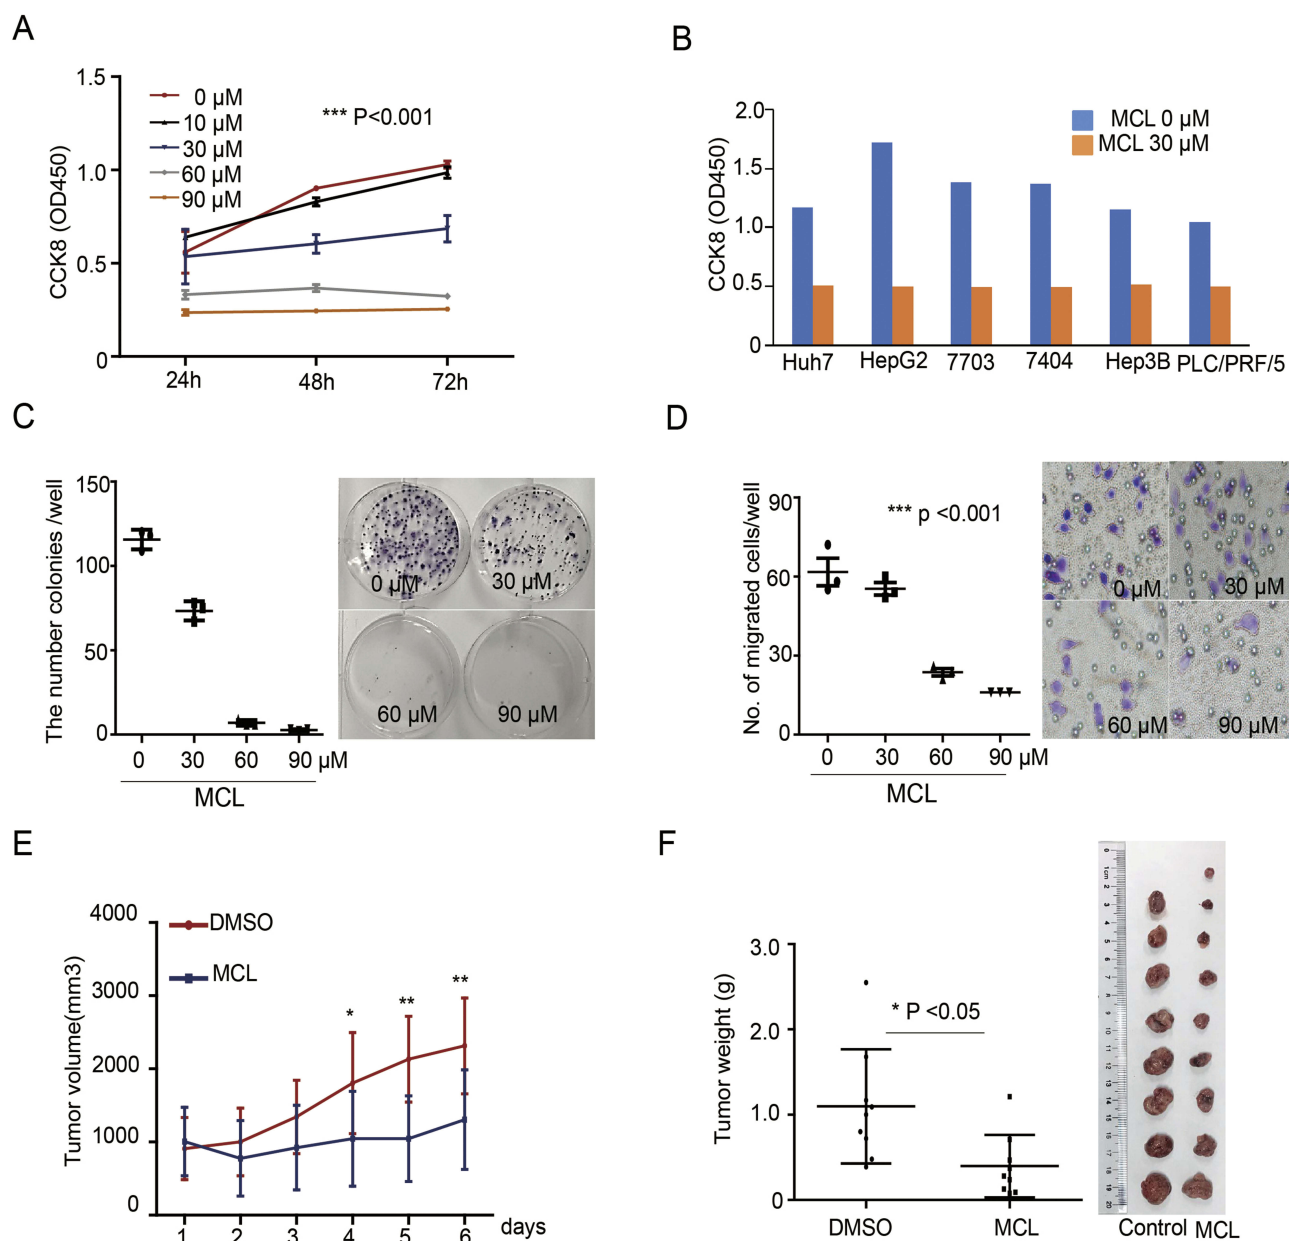 A
1.5
1.0
0.5
0
CCK8 (OD450)
0 μM
10 μM
30 μM
60 μM
90 μM
*** P<0.001
24h
48h
72h
B
2.0
1.5
1.0
0.5
0
CCK8 (OD450)
MCL 0 μM
MCL 30 μM
Huh7
HepG2
7703
7404
Hep3B
PLC/PRF/5
C
150
100
50
0
The number colonies /well
0
30
60
90 μM
MCL
0 μM
30 μM
60 μM
90 μM
D
90
60
30
0
No. of migrated cells/well
*** p <0.001
0
30
60
90
μM
MCL
0 μM
30 μM
60 μM
90 μM
E
4000
3000
2000
1000
0
Tumor volume(mm3)
DMSO
MCL
*
**
**
1
2
3
4
5
6
days
F
3.0
2.0
1.0
0
Tumor weight (g)
* P <0.05
DMSO
MCL
Control
MCL